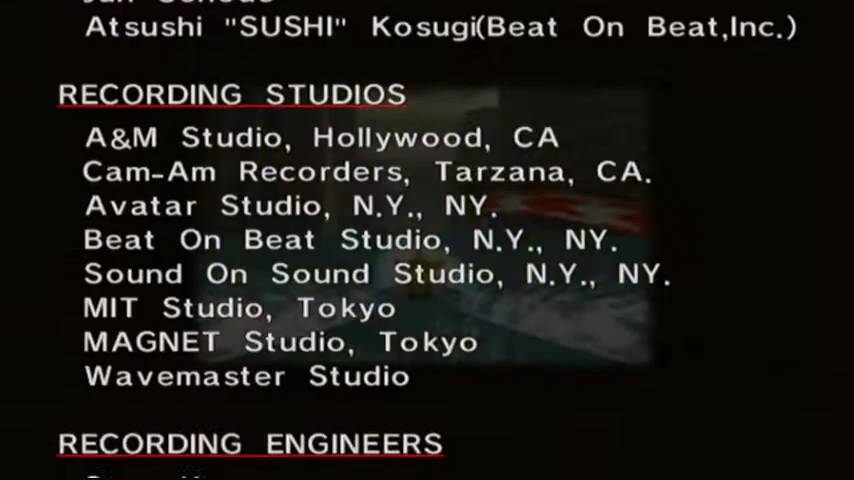 Atsushi "SUSHI" Kosugi(Beat On Beat,Inc.)
RECORDING STUDIOS
A&M Studio, Hollywood, CA
Cam-Am Recorders, Tarzana, CA.
Avatar Studio, N.Y., NY.
Beat On Beat Studio, N.Y., NY.
Sound On Sound Studio, N.Y., NY.
MIT Studio, Tokyo
MAGNET Studio, Tokyo
Wavemaster Studio
RECORDING ENGINEERS